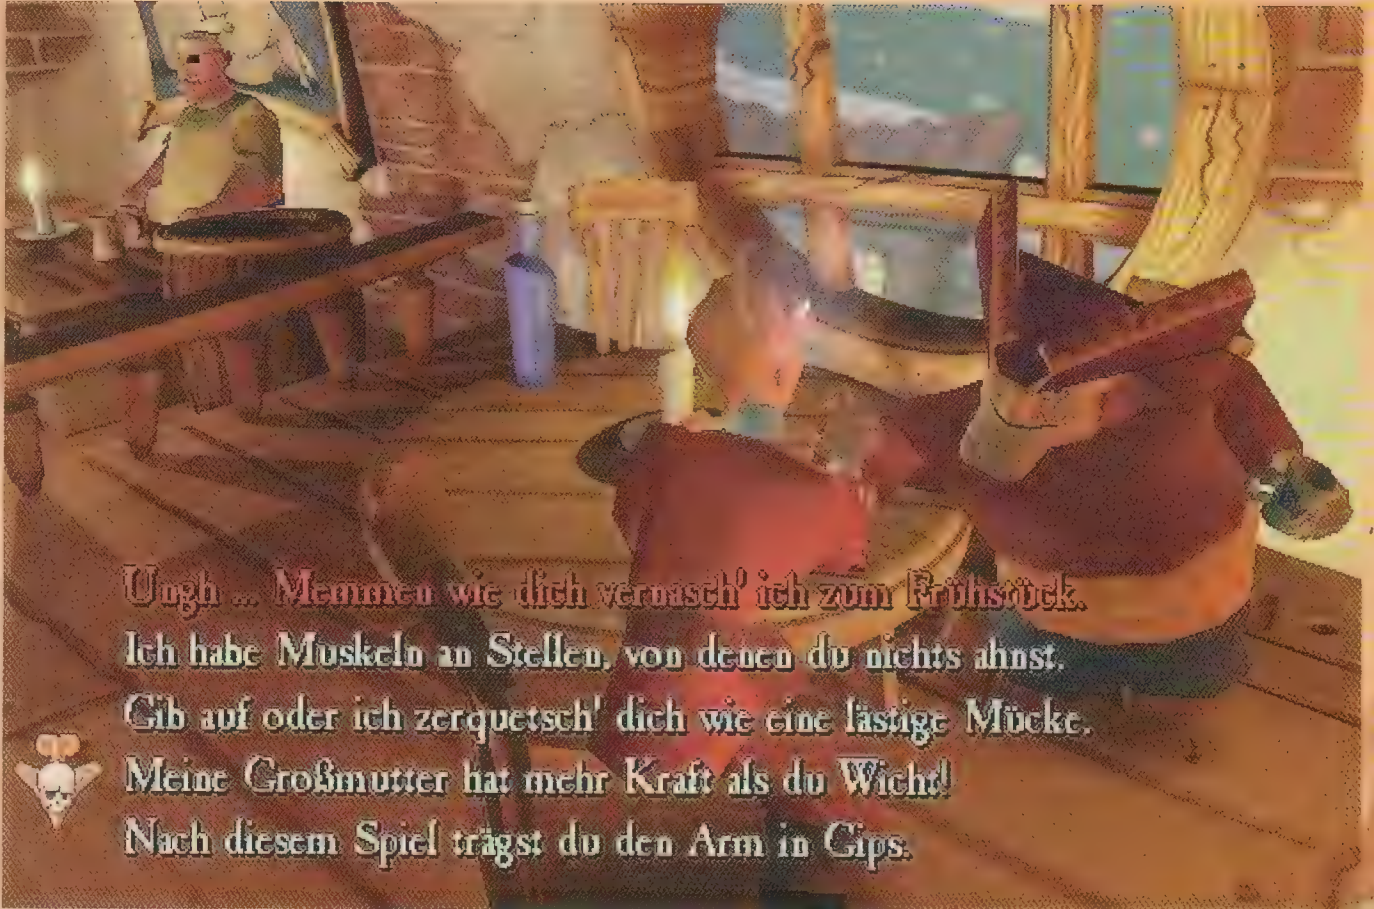 Ungh ... Memmen wie dich vernasch' ich zum Frühstück.
Ich habe Muskeln an Stellen, von denen du nichts ahnst.
Gib auf oder ich zerquetsch' dich wie eine lästige Mücke.
Meine Großmutter hat mehr Kraft als du Wicht!
Nach diesem Spiel trägst du den Arm in Gips.